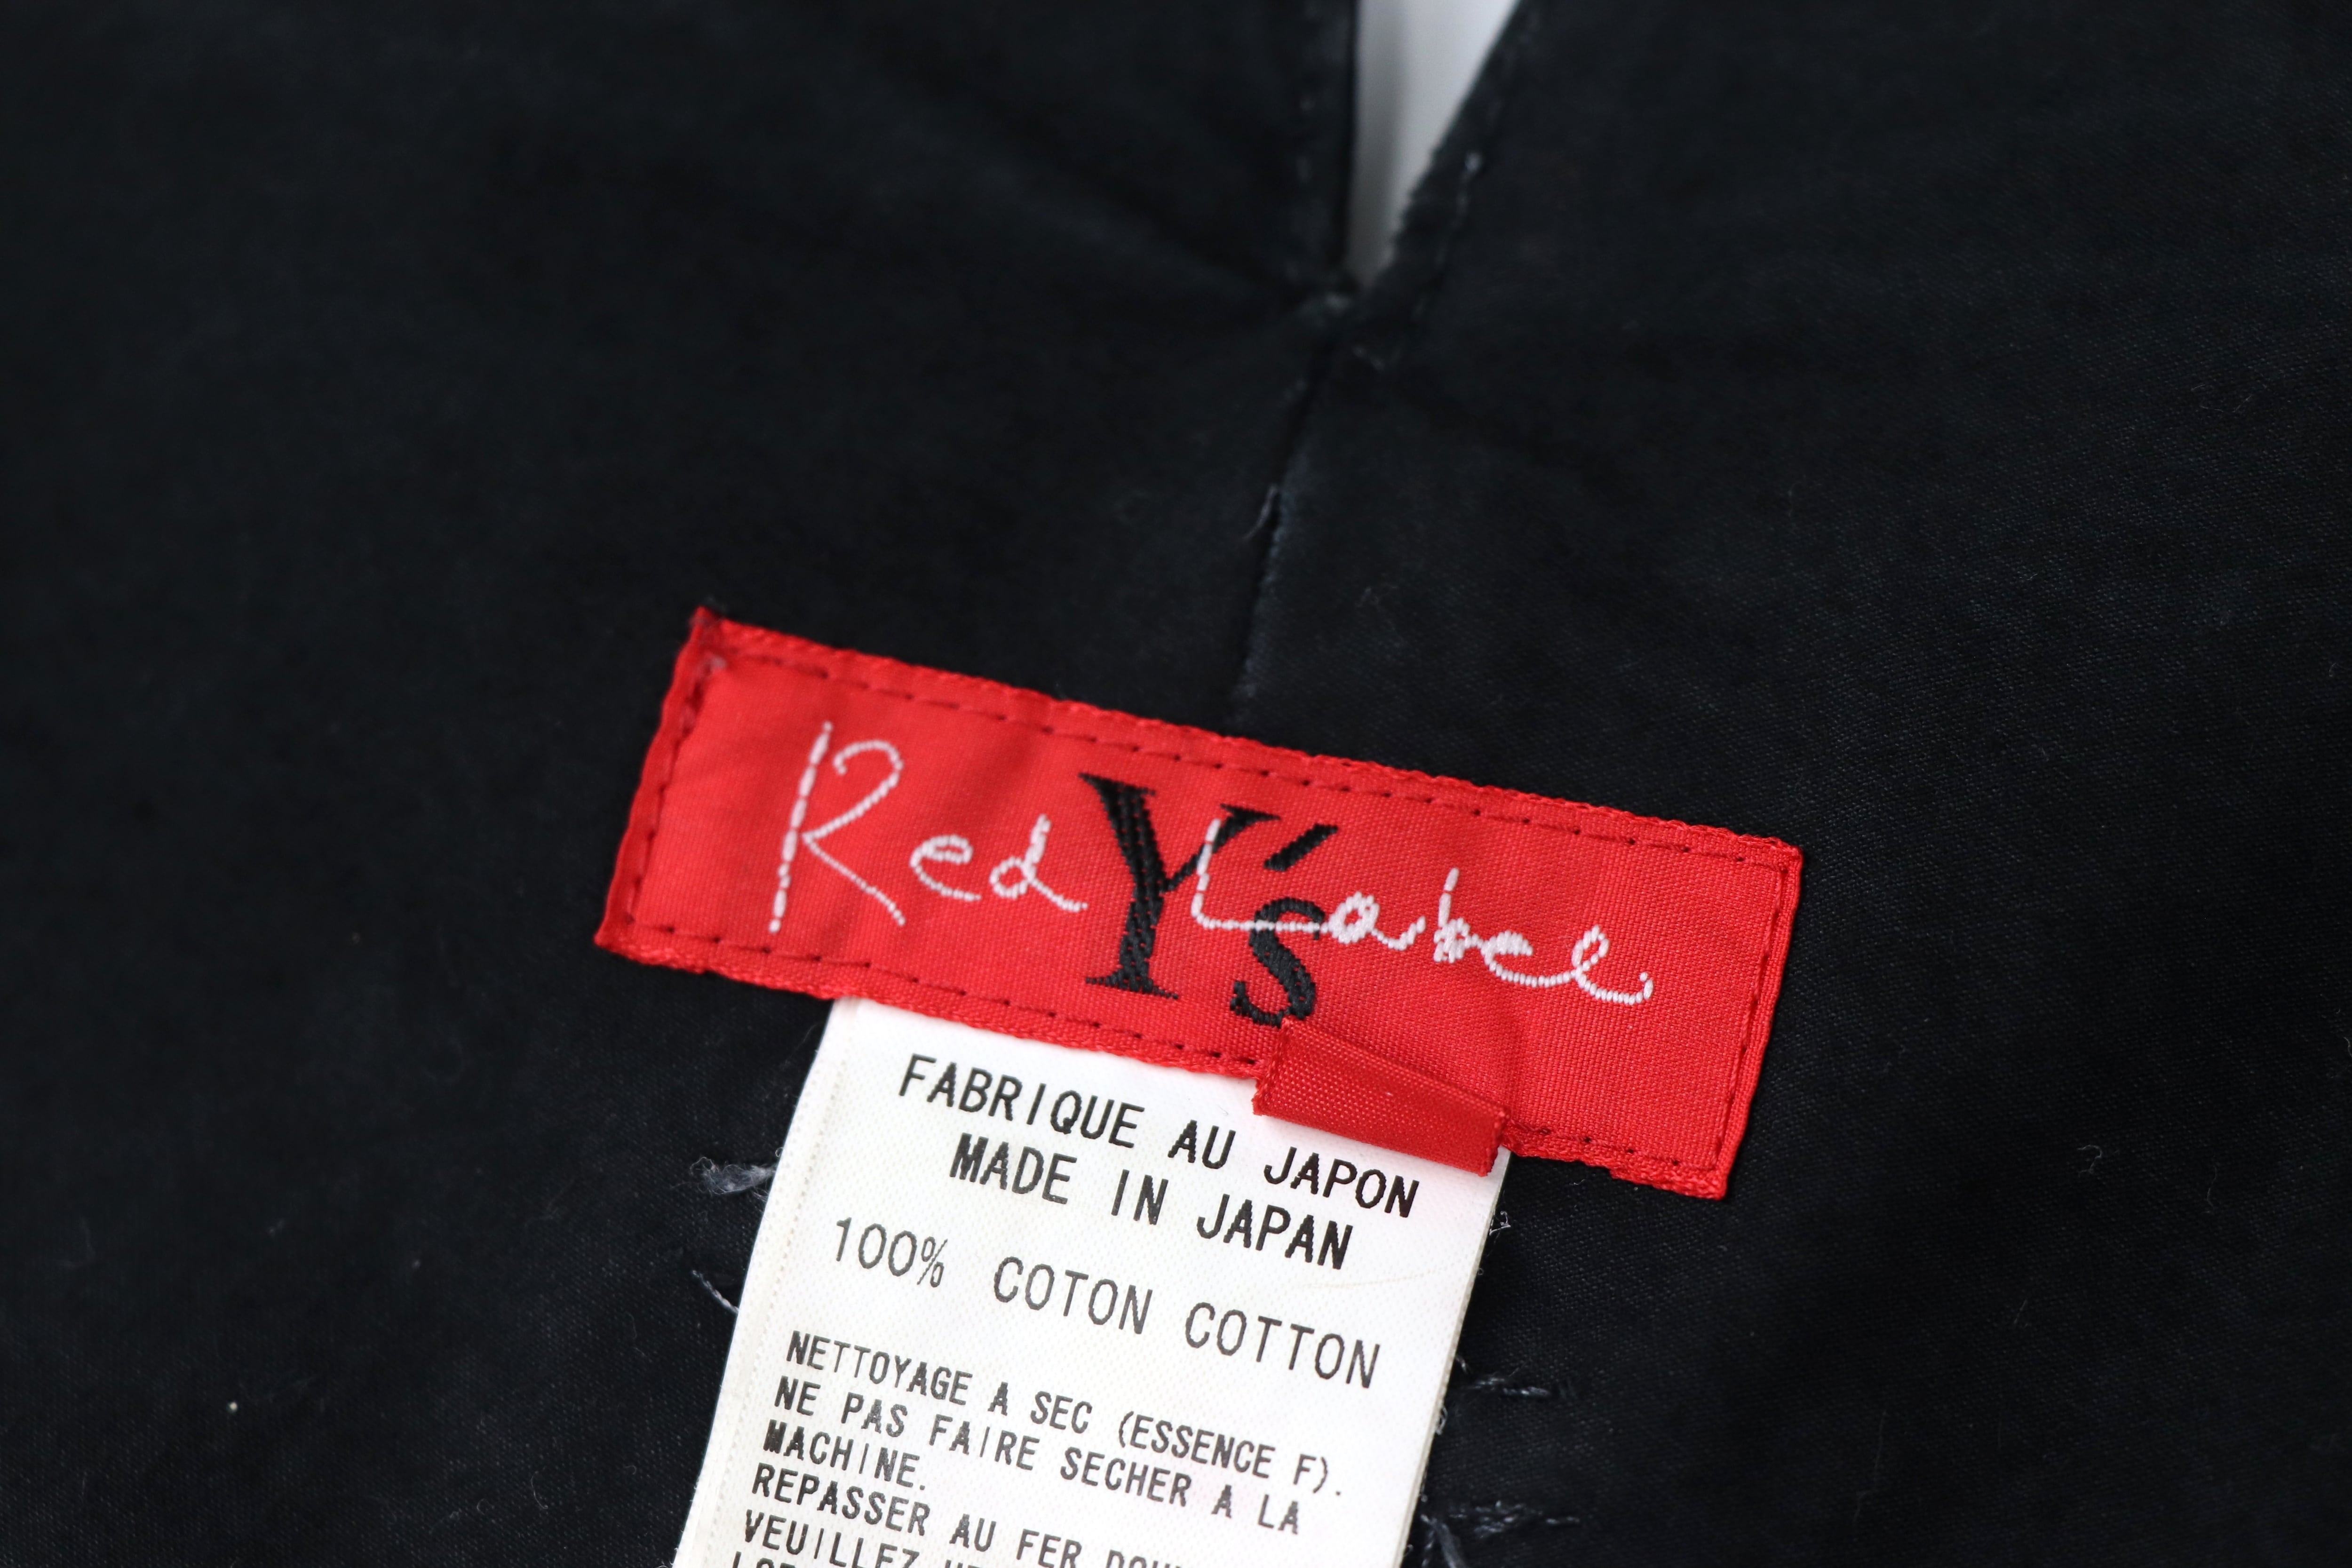 Red Y's Label
FABRIQUE AU JAPON
MADE IN JAPAN
100% COTON COTTON
NETTOYAGE A SEC (ESSENCE F).
NE PAS FAIRE SECHER A LA
MACHINE.
REPASSER AU FER
VEUILLEZ